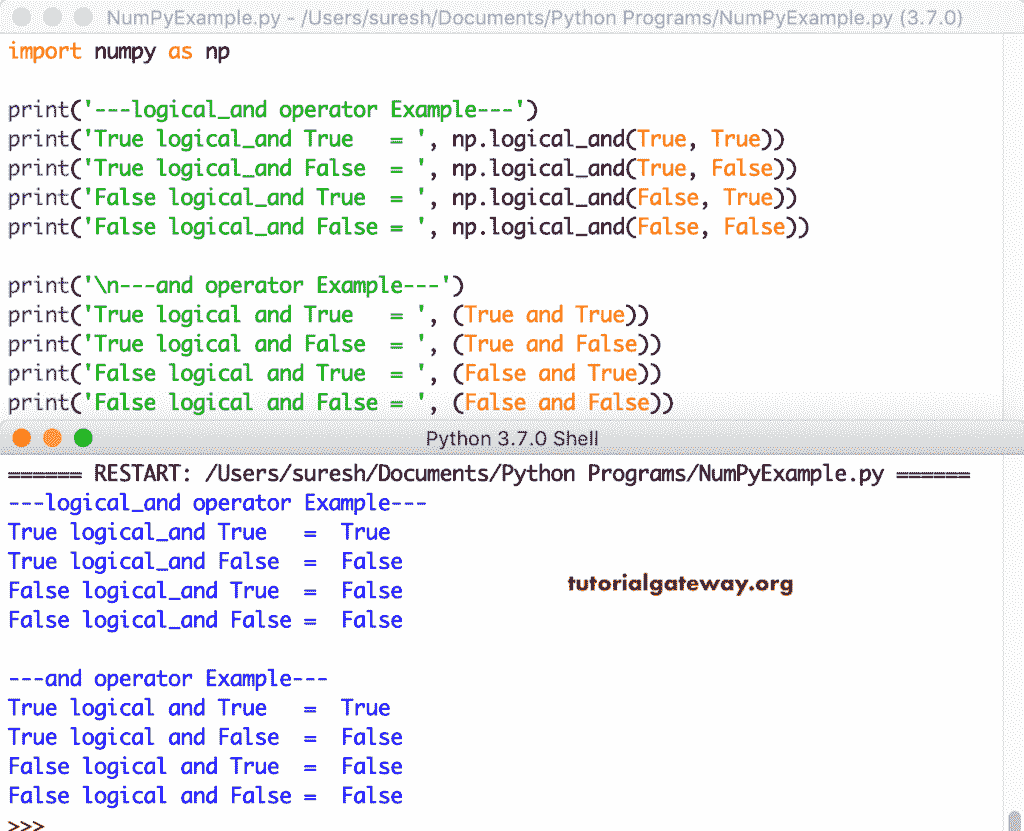 NumPyExample.py - /Users/suresh/Documents/Python Programs/NumPyExample.py (3.7.0)
import numpy as np
print('---logical_and operator Example---')
print('True logical_and True   = ', np.logical_and(True, True))
print('True logical_and False  = ', np.logical_and(True, False))
print('False logical_and True  = ', np.logical_and(False, True))
print('False logical_and False = ', np.logical_and(False, False))
print('\n---and operator Example---')
print('True logical and True   = ', (True and True))
print('True logical and False  = ', (True and False))
print('False logical and True  = ', (False and True))
print('False logical and False = ', (False and False))
Python 3.7.0 Shell
====== RESTART: /Users/suresh/Documents/Python Programs/NumPyExample.py ======
---logical_and operator Example---
True logical_and True   =  True
True logical_and False  =  False
False logical_and True  =  False
False logical_and False =  False
tutorialgateway.org
---and operator Example---
True logical and True   =  True
True logical and False  =  False
False logical and True  =  False
False logical and False =  False
>>>